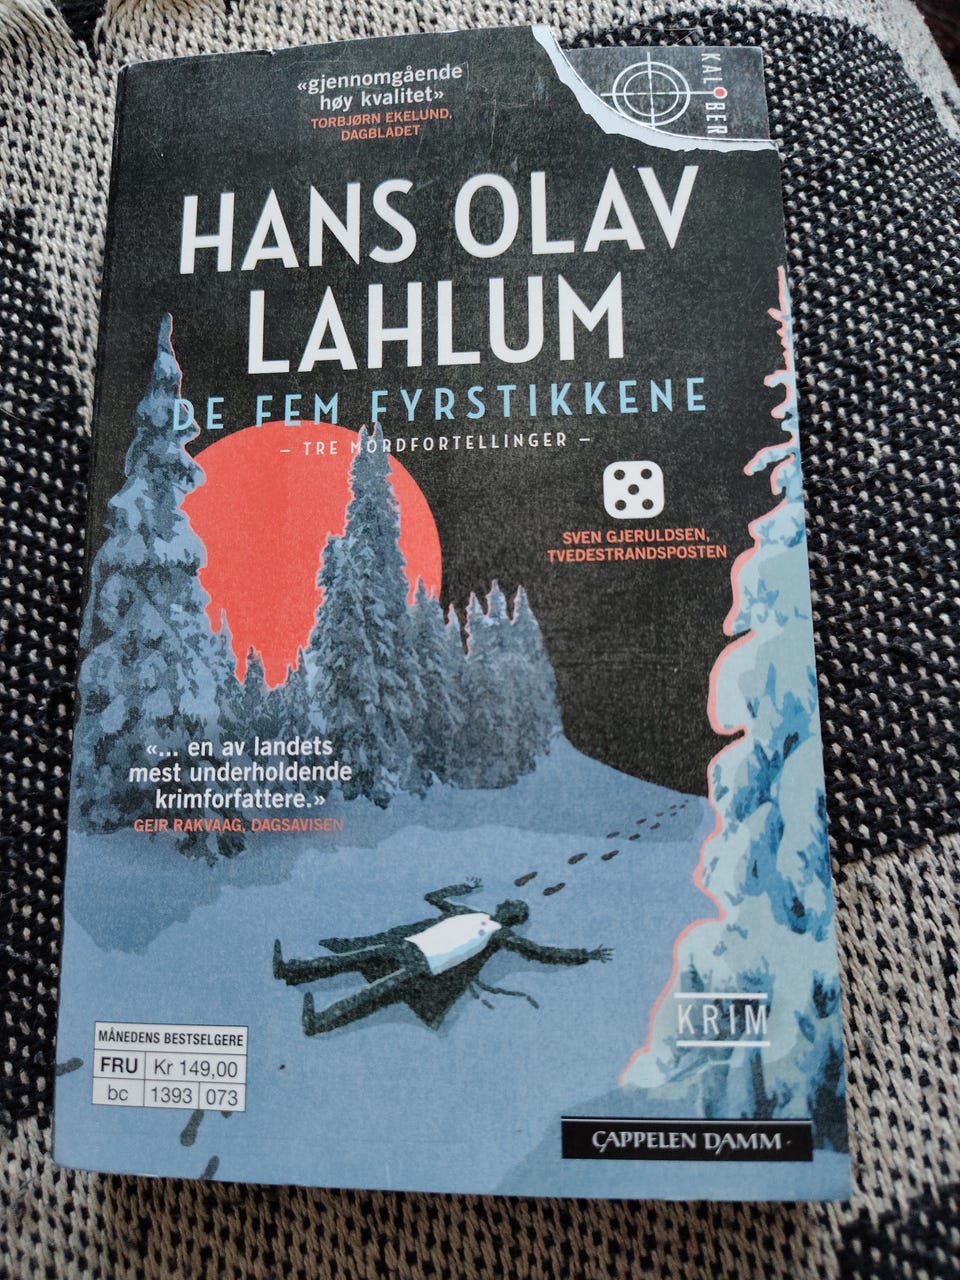 «gjennomgående
høy kvalitet»
TORBJØRN EKELUND,
DAGBLADET
KALIBER
HANS OLAV
LAHLUM
DE FEM FYRSTIKKENE
– TRE MORDFORTELLINGER –
SVEN GJERULDSEN,
TVEDESTRANDSPOSTEN
«... en av landets
mest underholdende
krimforfattere.»
GEIR RAKVAAG, DAGSAVISEN
KRIM
MÅNEDENS BESTSELGERE
FRU Kr 149,00
bc 1393 073
CAPPELEN DAMM